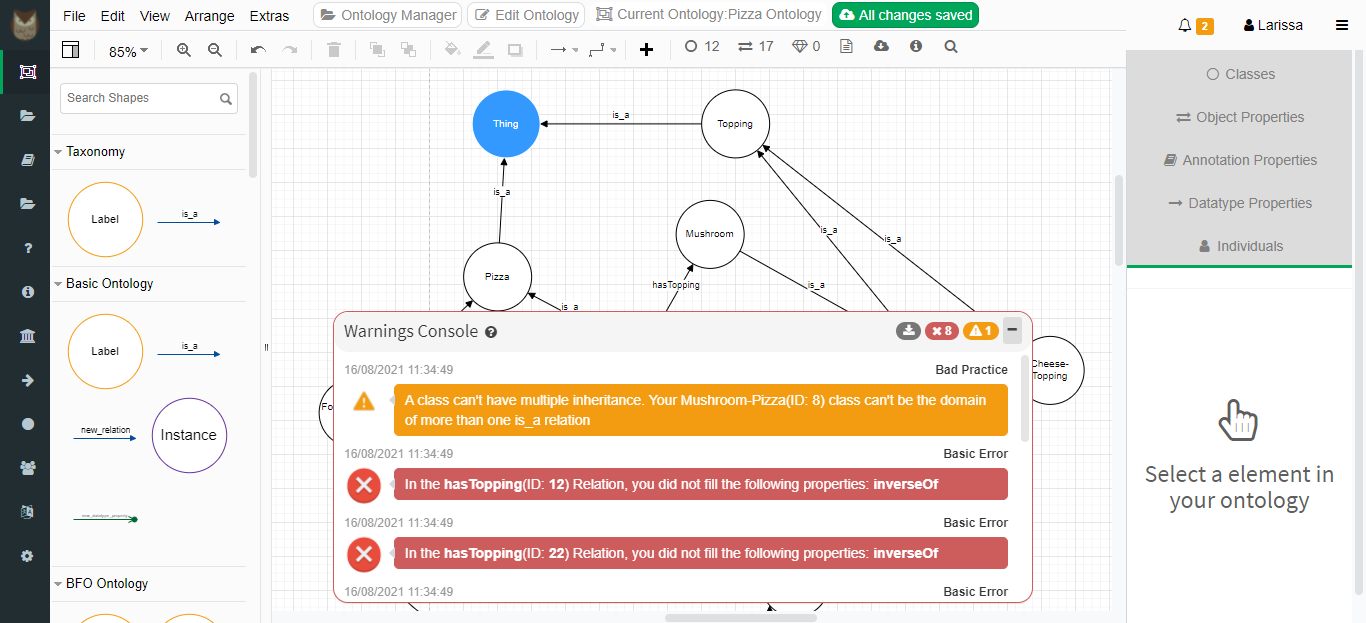 File Edit View Arrange Extras
Ontology Manager
Edit Ontology
Current Ontology:Pizza Ontology
All changes saved
2
Larissa
85%
12
17
0
Search Shapes
Taxonomy
Label
is_a
Basic Ontology
Label
is_a
new_relation
Instance
BFO Ontology
Thing
is_a
Topping
is_a
Mushroom
is_a
is_a
Pizza
hasTopping
is_a
is_a
Cheese-
Topping
Fo
Warnings Console
8
1
16/08/2021 11:34:49
Bad Practice
A class can't have multiple inheritance. Your Mushroom-Pizza(ID: 8) class can't be the domain
of more than one is_a relation
16/08/2021 11:34:49
Basic Error
In the hasTopping(ID: 12) Relation, you did not fill the following properties: inverseOf
16/08/2021 11:34:49
Basic Error
In the hasTopping(ID: 22) Relation, you did not fill the following properties: inverseOf
16/08/2021 11:34:49
Basic Error
Classes
Object Properties
Annotation Properties
Datatype Properties
Individuals
Select a element in
your ontology